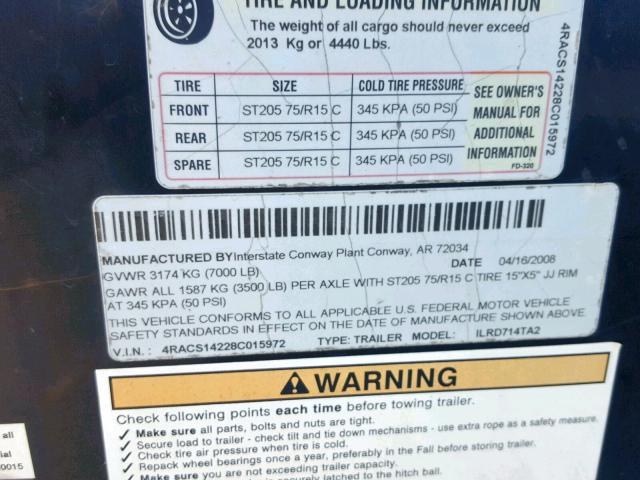 TIRE AND LOADING INFORMATION
The weight of all cargo should never exceed
2013 Kg or 4440 Lbs.
TIRE SIZE COLD TIRE PRESSURE
FRONT ST205 75/R15 C 345 KPA (50 PSI)
REAR ST205 75/R15 C 345 KPA (50 PSI)
SPARE ST205 75/R15 C 345 KPA (50 PSI)
SEE OWNER'S
MANUAL FOR
ADDITIONAL
INFORMATION
FD-320
4RACS14228C015972
MANUFACTURED BY Interstate Conway Plant Conway, AR 72034
GVWR 3174 KG (7000 LB) DATE 04/16/2008
GAWR ALL 1587 KG (3500 LB) PER AXLE WITH ST205 75/R15 C TIRE 15"X5" JJ RIM
AT 345 KPA (50 PSI)
THIS VEHICLE CONFORMS TO ALL APPLICABLE U.S. FEDERAL MOTOR VEHICLE
SAFETY STANDARDS IN EFFECT ON THE DATE OF MANUFACTURE SHOWN ABOVE
V.I.N.: 4RACS14228C015972 TYPE: TRAILER MODEL: ILRD714TA2
WARNING
Check following points each time before towing trailer.
✓ Make sure all parts, bolts and nuts are tight.
✓ Secure load to trailer - check tilt and tie down mechanisms - use extra rope as a safety measure.
✓ Check tire air pressure when tire is cold.
✓ Repack wheel bearings once a year, preferably in the Fall before storing trailer.
✓ Make sure you are not exceeding trailer capacity.
securely latched to hitch ball.
all
ial
0015